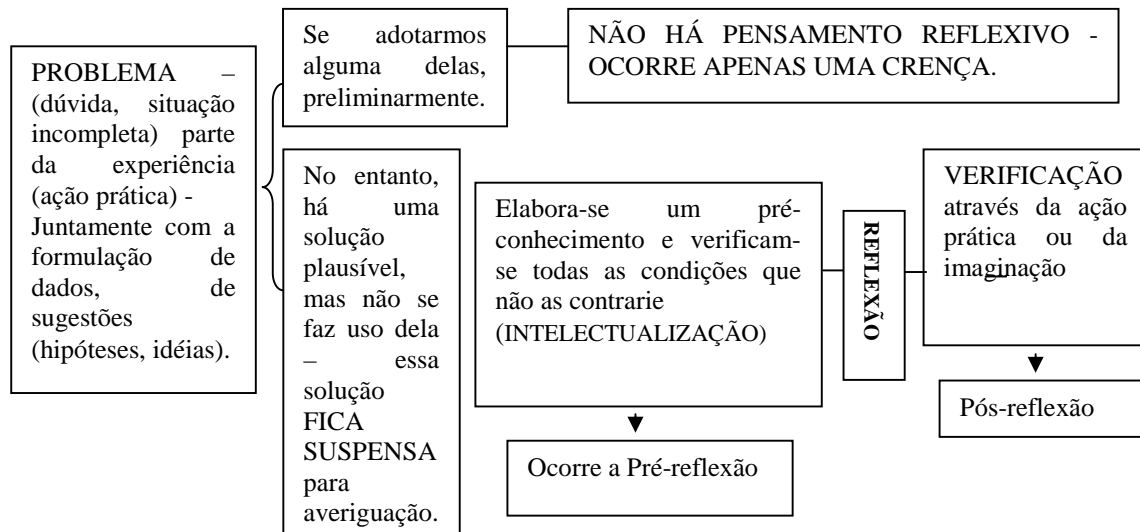 PROBLEMA –
(dúvida, situação
incompleta) parte
da experiência
(ação prática) -
Juntamente com a
formulação de
dados, de
sugestões
(hipóteses, idéias).
Se adotarmos
alguma delas,
preliminarmente.
NÃO HÁ PENSAMENTO REFLEXIVO -
OCORRE APENAS UMA CRENÇA.
No entanto,
há uma
solução
plausível,
mas não se
faz uso dela
– essa
solução
FICA
SUSPENSA
para
averiguação.
Elabora-se um pré-
conhecimento e verificam-
se todas as condições que
não as contrarie
(INTELECTUALIZAÇÃO)
Ocorre a Pré-reflexão
REFLEXÃO
VERIFICAÇÃO
através da ação
prática ou da
imaginação
Pós-reflexão